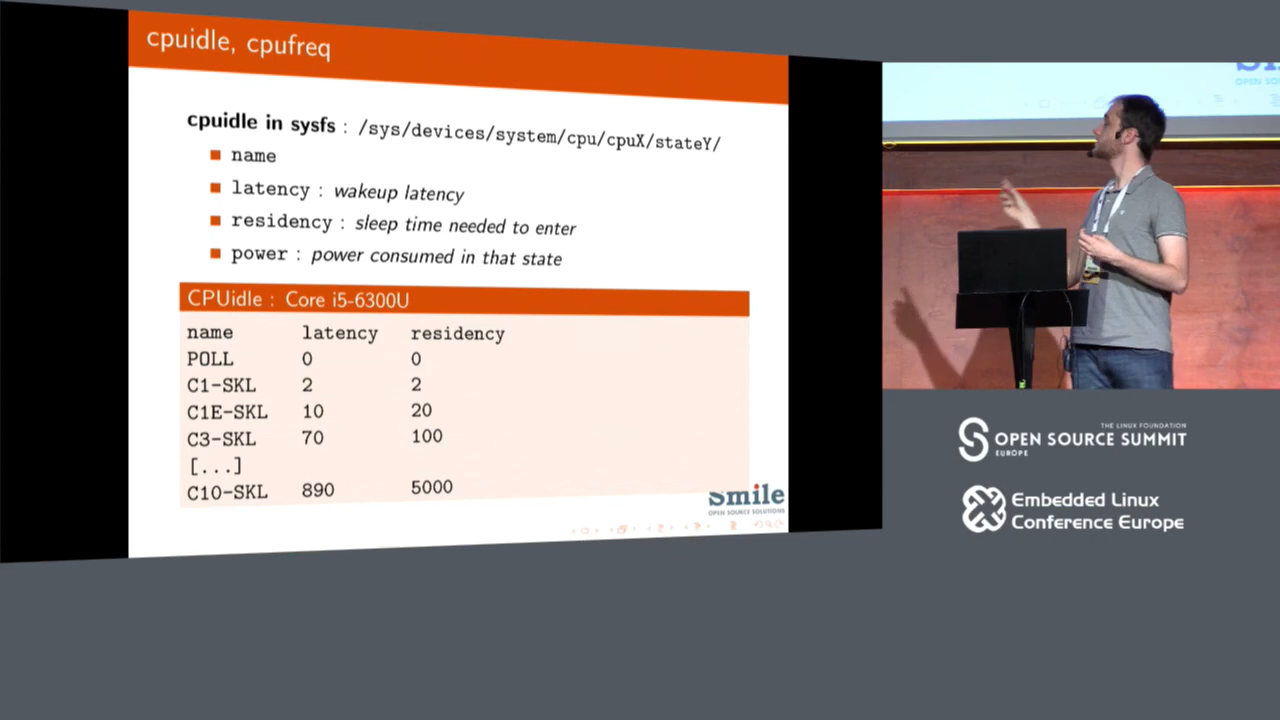 cpuidle, cpufreq
cpuidle in sysfs : /sys/devices/system/cpu/cpuX/stateY/
name
latency : wakeup latency
residency : sleep time needed to enter
power : power consumed in that state
CPUidle : Core i5-6300U
name latency residency
POLL 0 0
C1-SKL 2 2
C1E-SKL 10 20
C3-SKL 70 100
[...]
C10-SKL 890 5000
Smile
OPEN SOURCE SOLUTIONS
THE LINUX FOUNDATION
OPEN SOURCE SUMMIT
EUROPE
Embedded Linux
Conference Europe